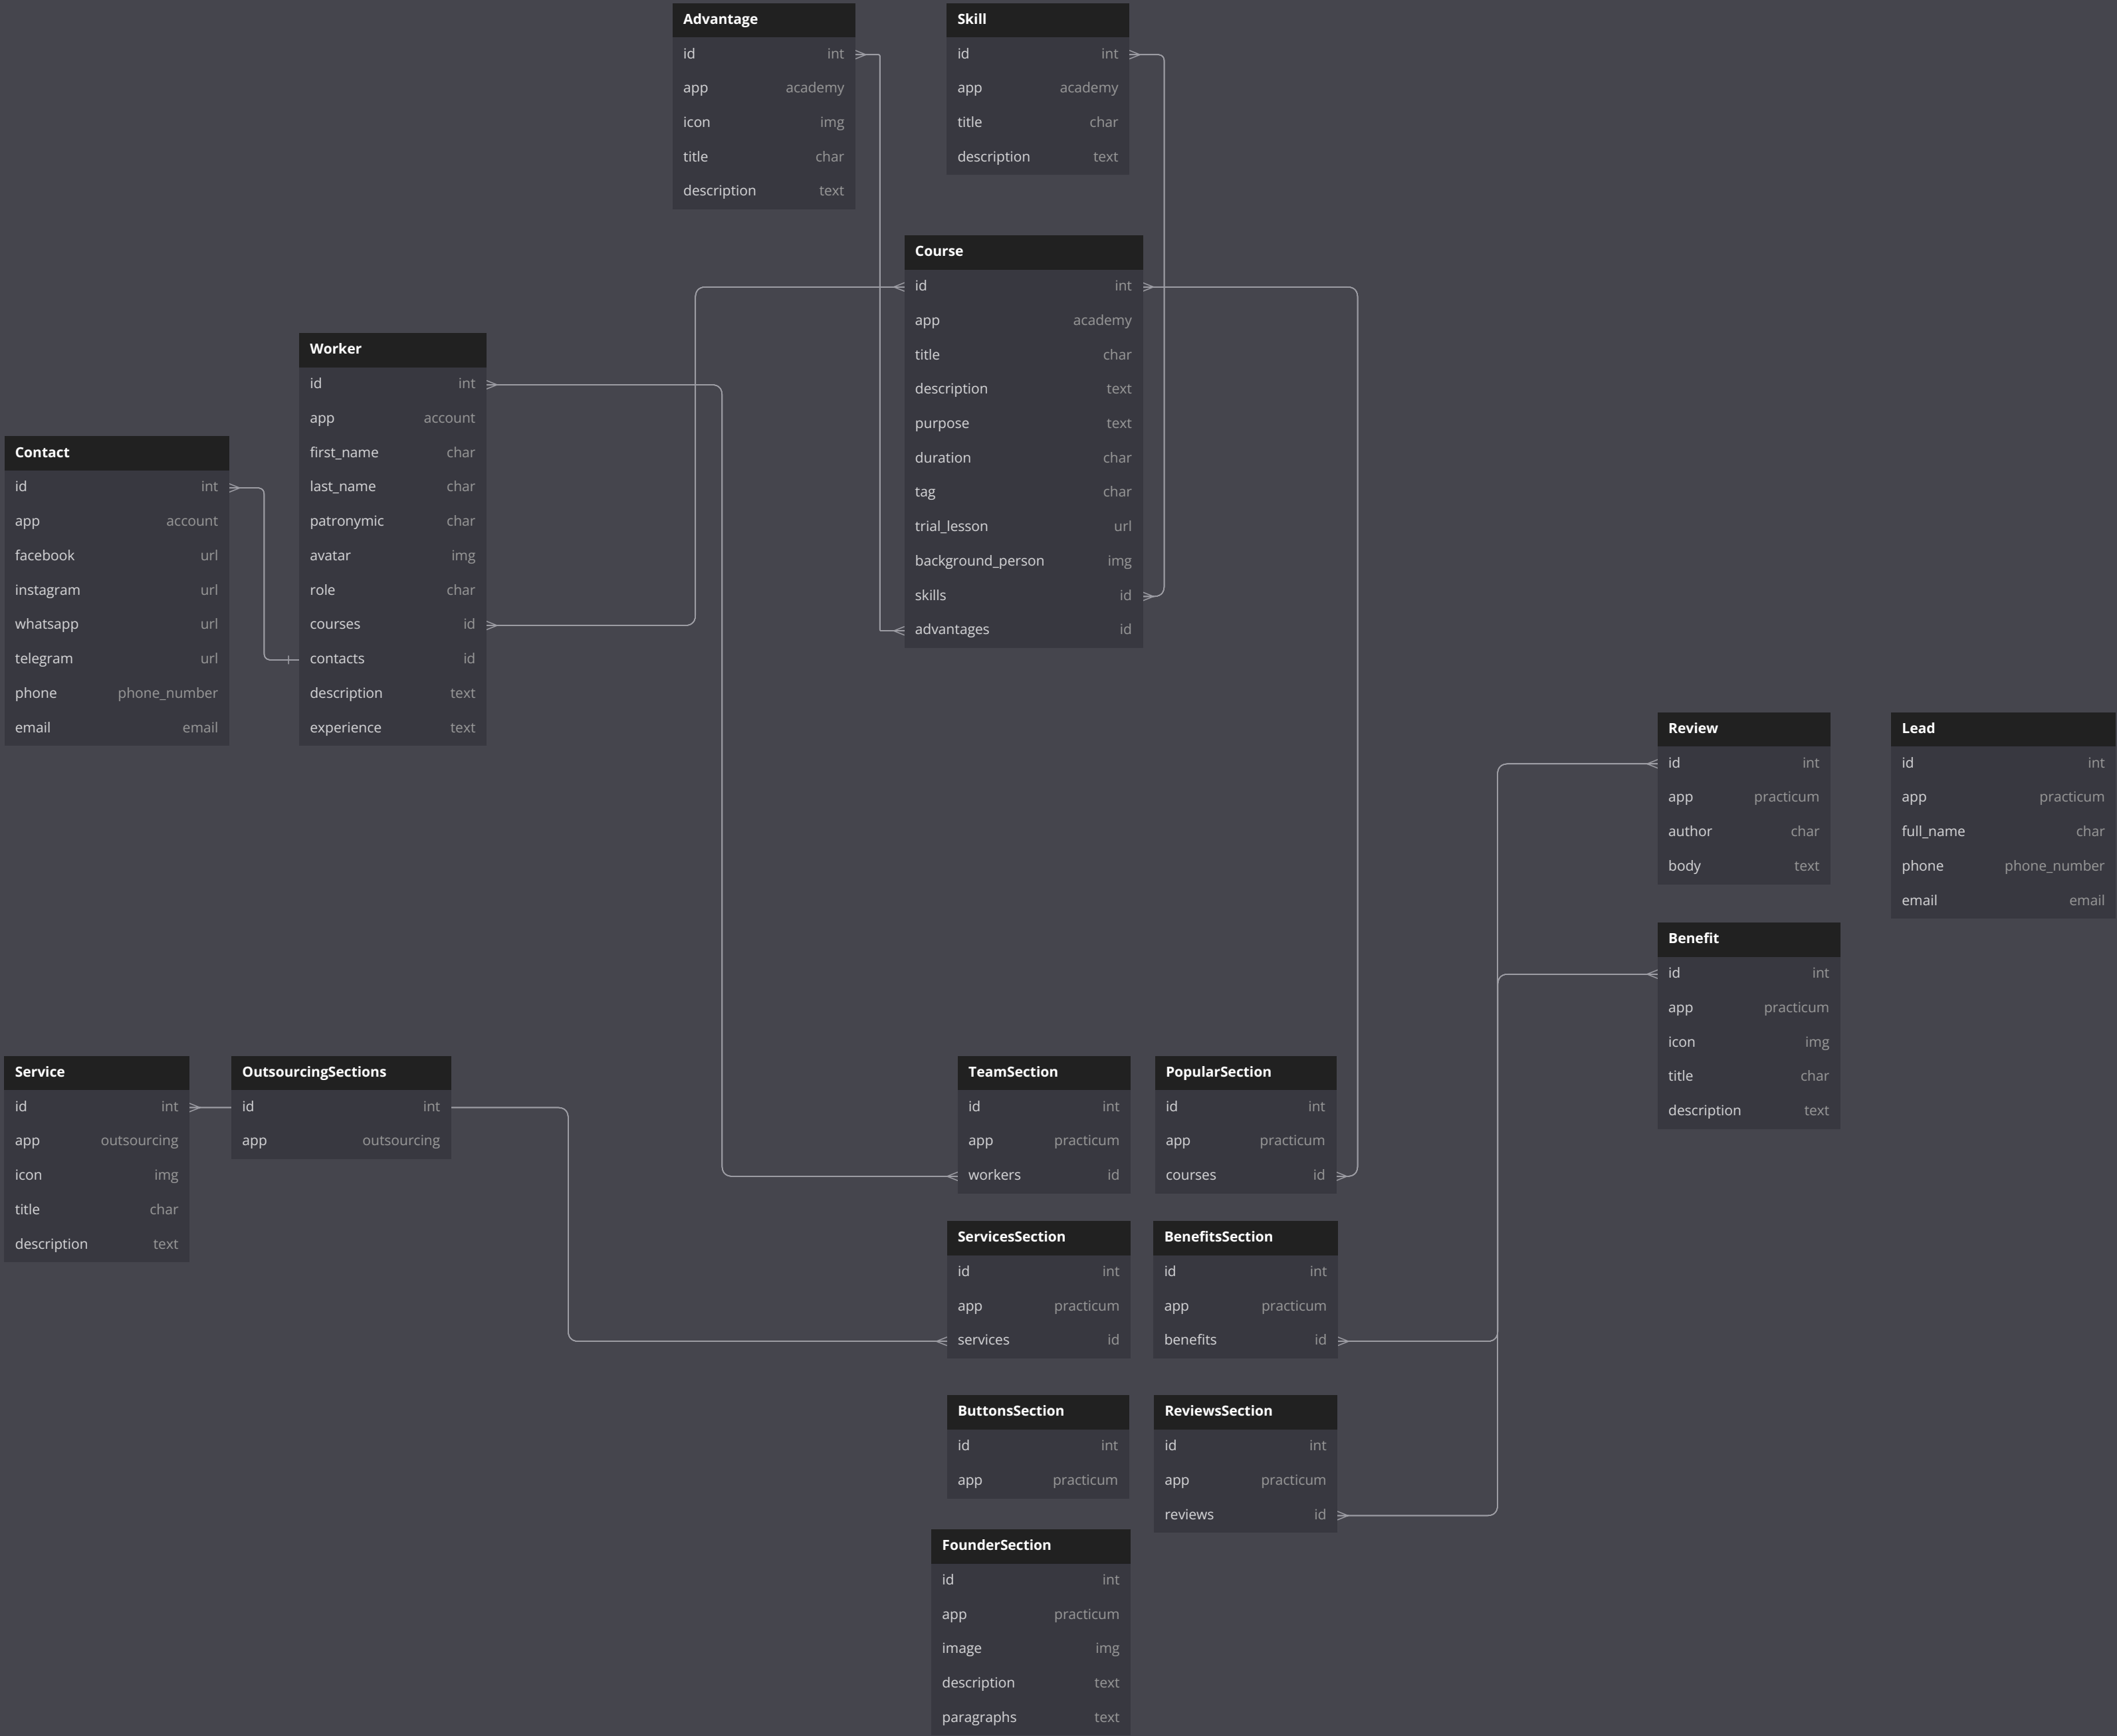 Advantage
id int
app academy
icon img
title char
description text
Skill
id int
app academy
title char
description text
Course
id int
app academy
title char
description text
purpose text
duration char
tag char
trial_lesson url
background_person img
skills id
advantages id
Worker
id int
app account
first_name char
last_name char
patronymic char
avatar img
role char
courses id
contacts id
description text
experience text
Contact
id int
app account
facebook url
instagram url
whatsapp url
telegram url
phone phone_number
email email
Review
id int
app practicum
author char
body text
Lead
id int
app practicum
full_name char
phone phone_number
email email
Benefit
id int
app practicum
icon img
title char
description text
Service
id int
app outsourcing
icon img
title char
description text
OutsourcingSections
id int
app outsourcing
TeamSection
id int
app practicum
workers id
PopularSection
id int
app practicum
courses id
ServicesSection
id int
app practicum
services id
BenefitsSection
id int
app practicum
benefits id
ButtonsSection
id int
app practicum
ReviewsSection
id int
app practicum
reviews id
FounderSection
id int
app practicum
image img
description text
paragraphs text